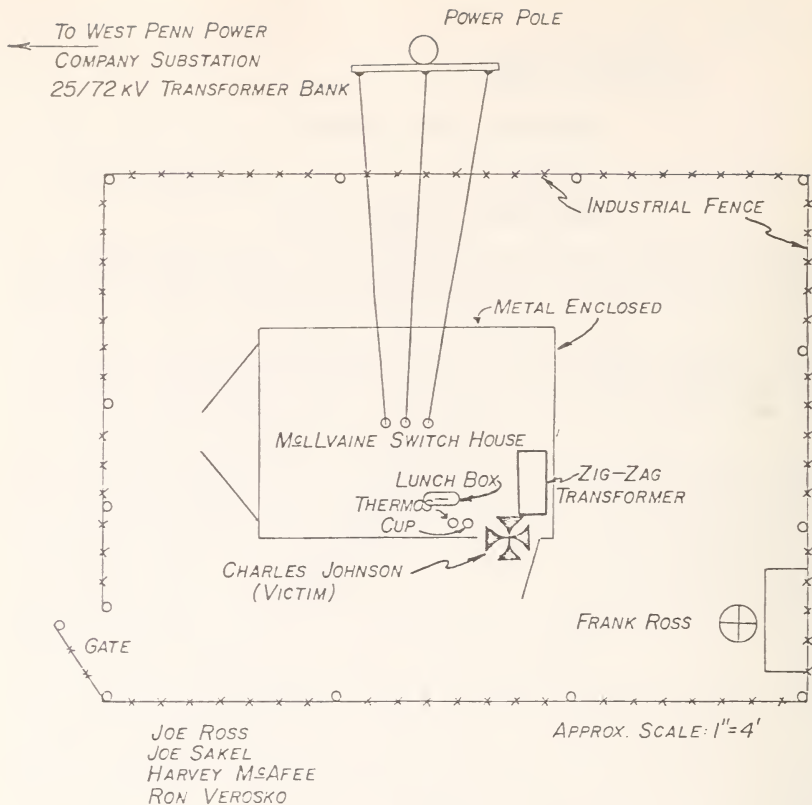 POWER POLE
TO WEST PENN POWER
COMPANY SUBSTATION
25/72 KV TRANSFORMER BANK
INDUSTRIAL FENCE
METAL ENCLOSED
MCLLVAINE SWITCH HOUSE
LUNCH BOX
ZIG-ZAG
TRANSFORMER
THERMOS
CUP
CHARLES JOHNSON
(VICTIM)
FRANK ROSS
GATE
APPROX. SCALE: 1"=4'
JOE ROSS
JOE SAKEL
HARVEY MCAFEE
RON VEROSKO